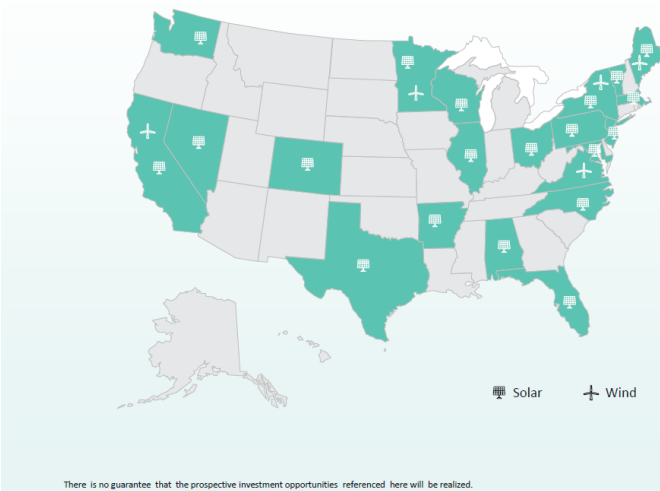 Solar
Wind
There is no guarantee that the prospective investment opportunities referenced here will be realized.